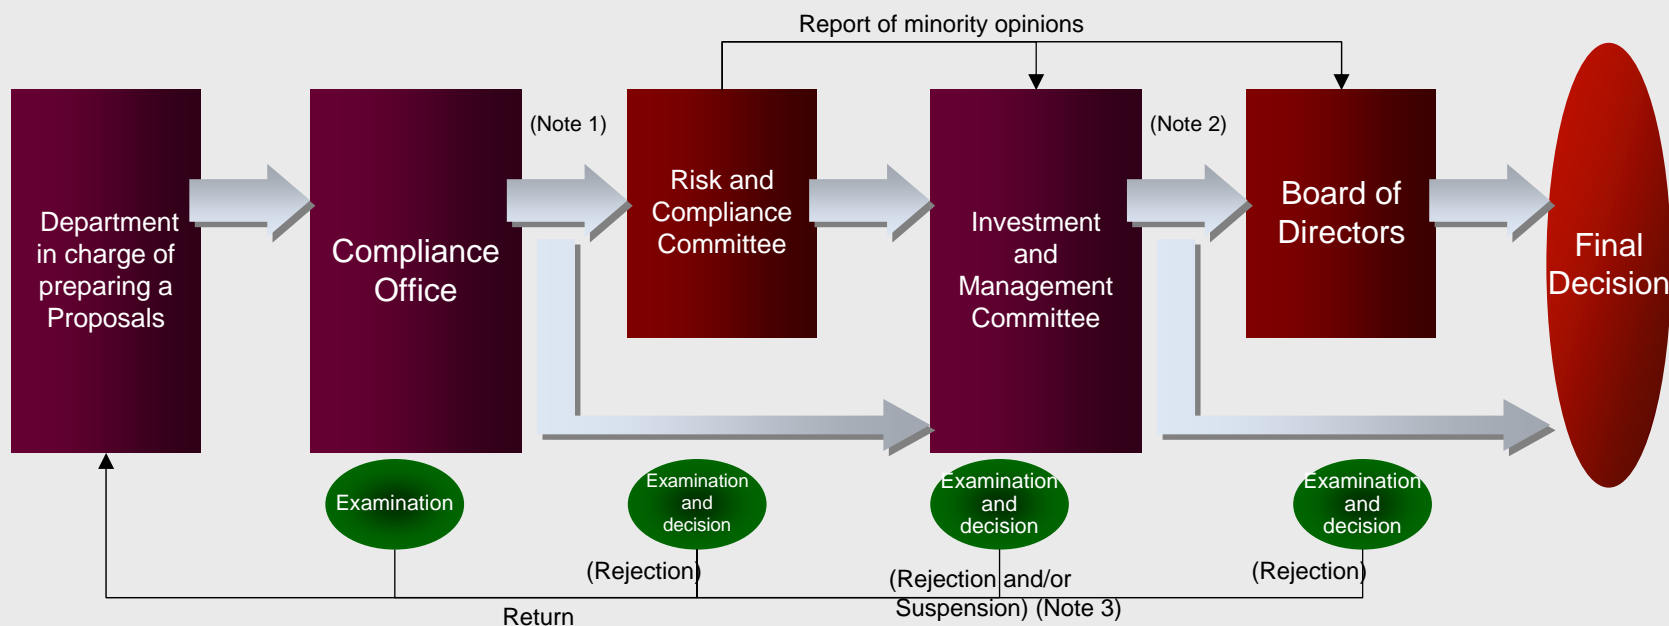 Report of minority opinions
(Note 1)
(Note 2)
Department
in charge of
preparing a
Proposals
Compliance
Office
Risk and
Compliance
Committee
Investment
and
Management
Committee
Board of
Directors
Final
Decision
Examination
Examination
and
decision
Examination
and
decision
Examination
and
decision
(Rejection)
(Rejection and/or
Suspension) (Note 3)
(Rejection)
Return